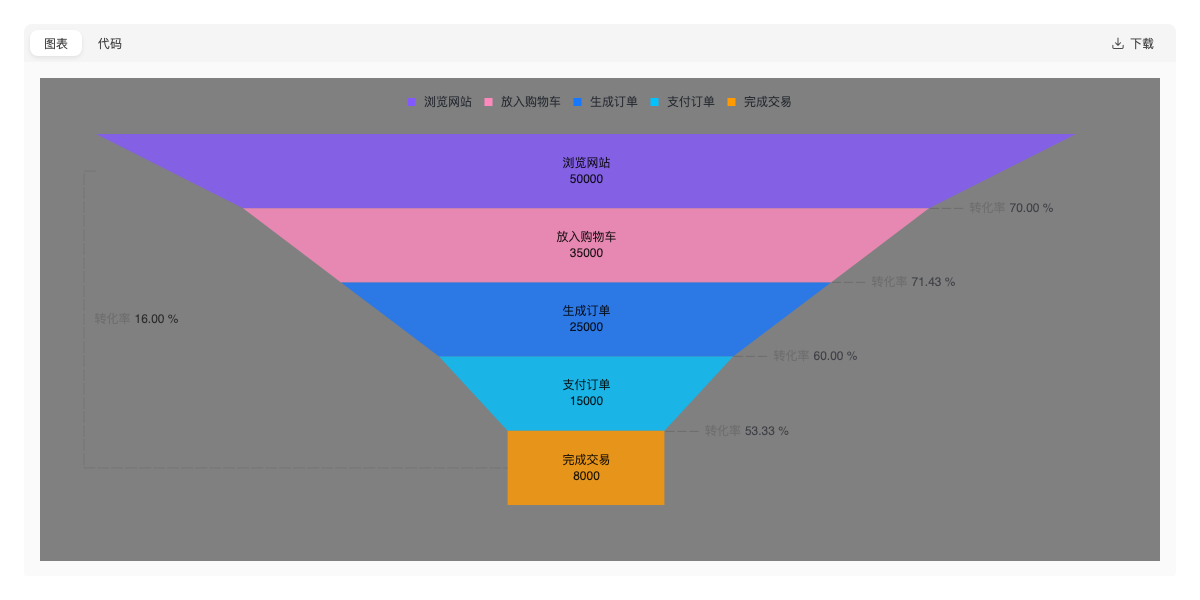 图表
代码
下载
浏览网站
放入购物车
生成订单
支付订单
完成交易
浏览网站
50000
转化率 70.00 %
放入购物车
35000
转化率 71.43 %
生成订单
25000
转化率 16.00 %
转化率 60.00 %
支付订单
15000
转化率 53.33 %
完成交易
8000